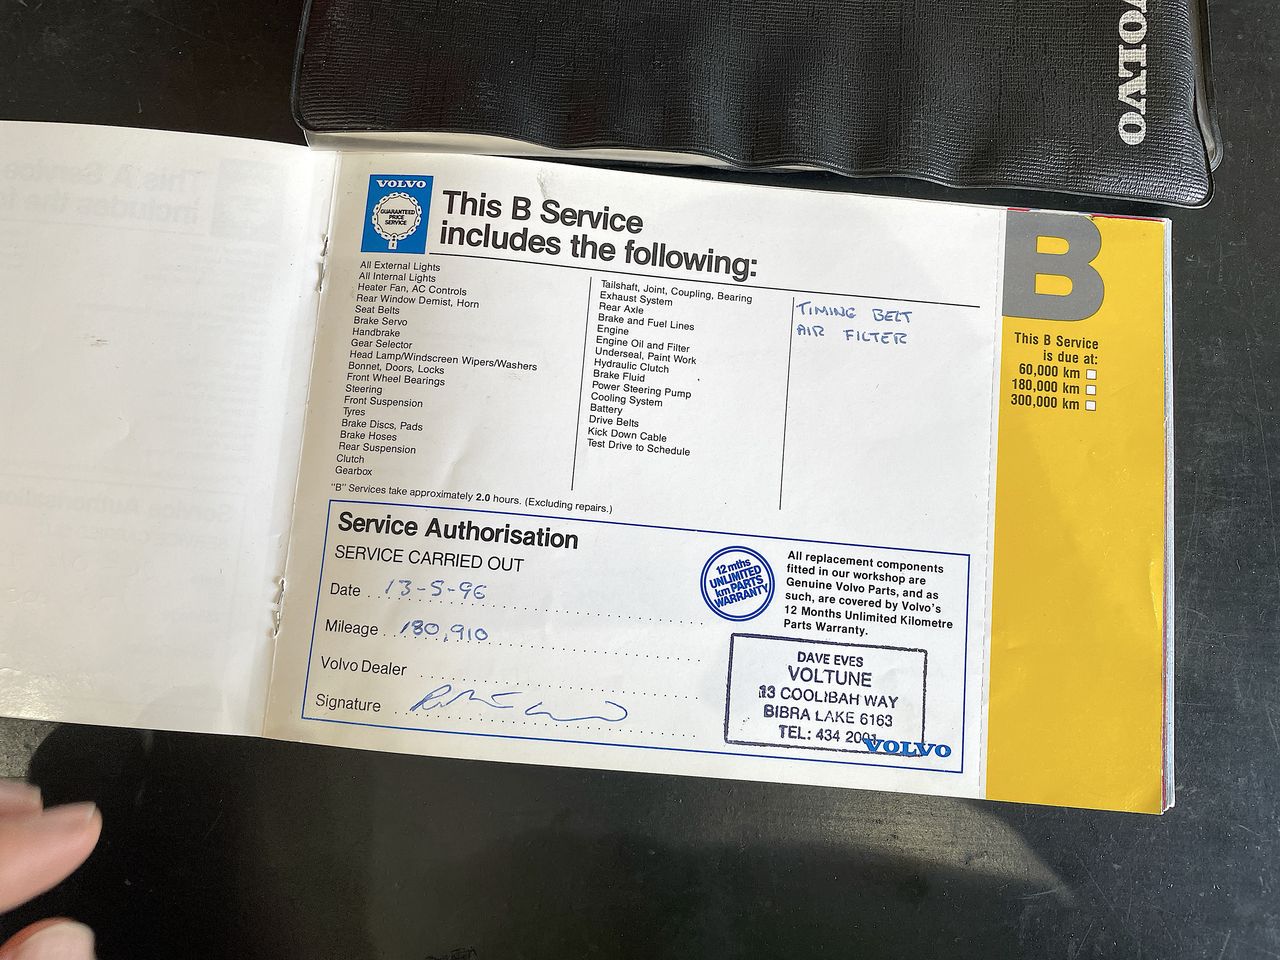 VOLVO
VOLVO
GUARANTEED
PRICE
SERVICE
This B Service
includes the following:
All External Lights
All Internal Lights
Heater Fan, AC Controls
Rear Window Demist, Horn
Seat Belts
Brake Servo
Handbrake
Gear Selector
Head Lamp/Windscreen Wipers/Washers
Bonnet, Doors, Locks
Front Wheel Bearings
Steering
Front Suspension
Tyres
Brake Discs, Pads
Brake Hoses
Rear Suspension
Clutch
Gearbox
Tailshaft, Joint, Coupling, Bearing
Exhaust System
Rear Axle
Brake and Fuel Lines
Engine
Engine Oil and Filter
Underseal, Paint Work
Hydraulic Clutch
Brake Fluid
Power Steering Pump
Cooling System
Battery
Drive Belts
Kick Down Cable
Test Drive to Schedule
TIMING BELT
AIR FILTER
"B" Services take approximately 2.0 hours. (Excluding repairs.)
B
This B Service
is due at:
60,000 km
180,000 km
300,000 km
Service Authorisation
SERVICE CARRIED OUT
Date 13-5-96
Mileage 180,910
Volvo Dealer
Signature
12 mths
UNLIMITED
km PARTS
WARRANTY
All replacement components
fitted in our workshop are
Genuine Volvo Parts, and as
such, are covered by Volvo's
12 Months Unlimited Kilometre
Parts Warranty.
DAVE EVES
VOLTUNE
13 COOLIBAH WAY
BIBRA LAKE 6163
TEL: 434 2001
VOLVO